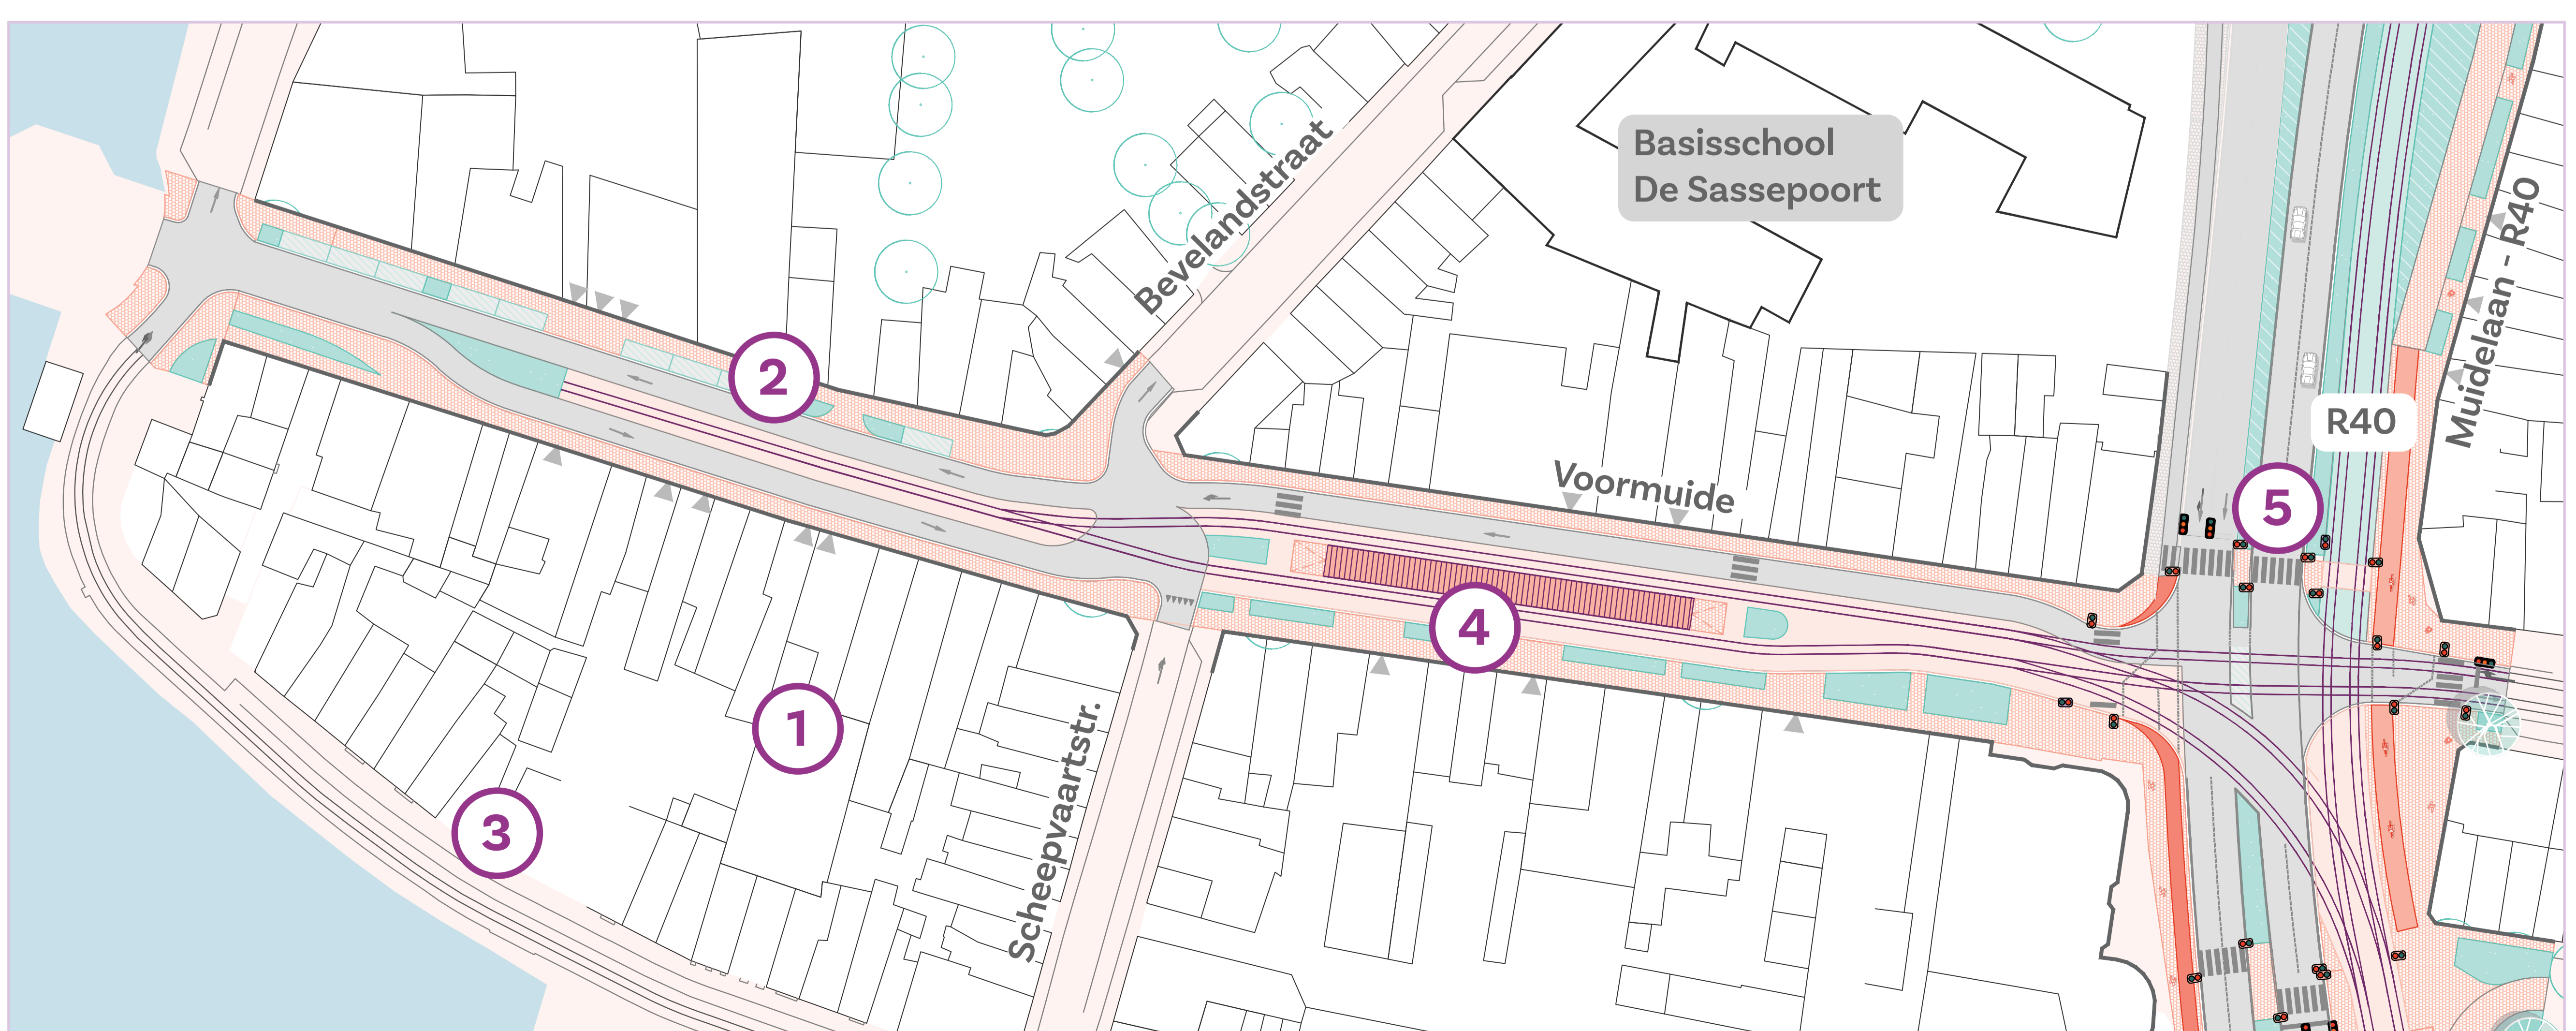 Basisschool
De Sassepoort
Bevelandstraat
Muidelaan - R40
R40
2
Voormuide
5
4
1
Scheepvaartstr.
3